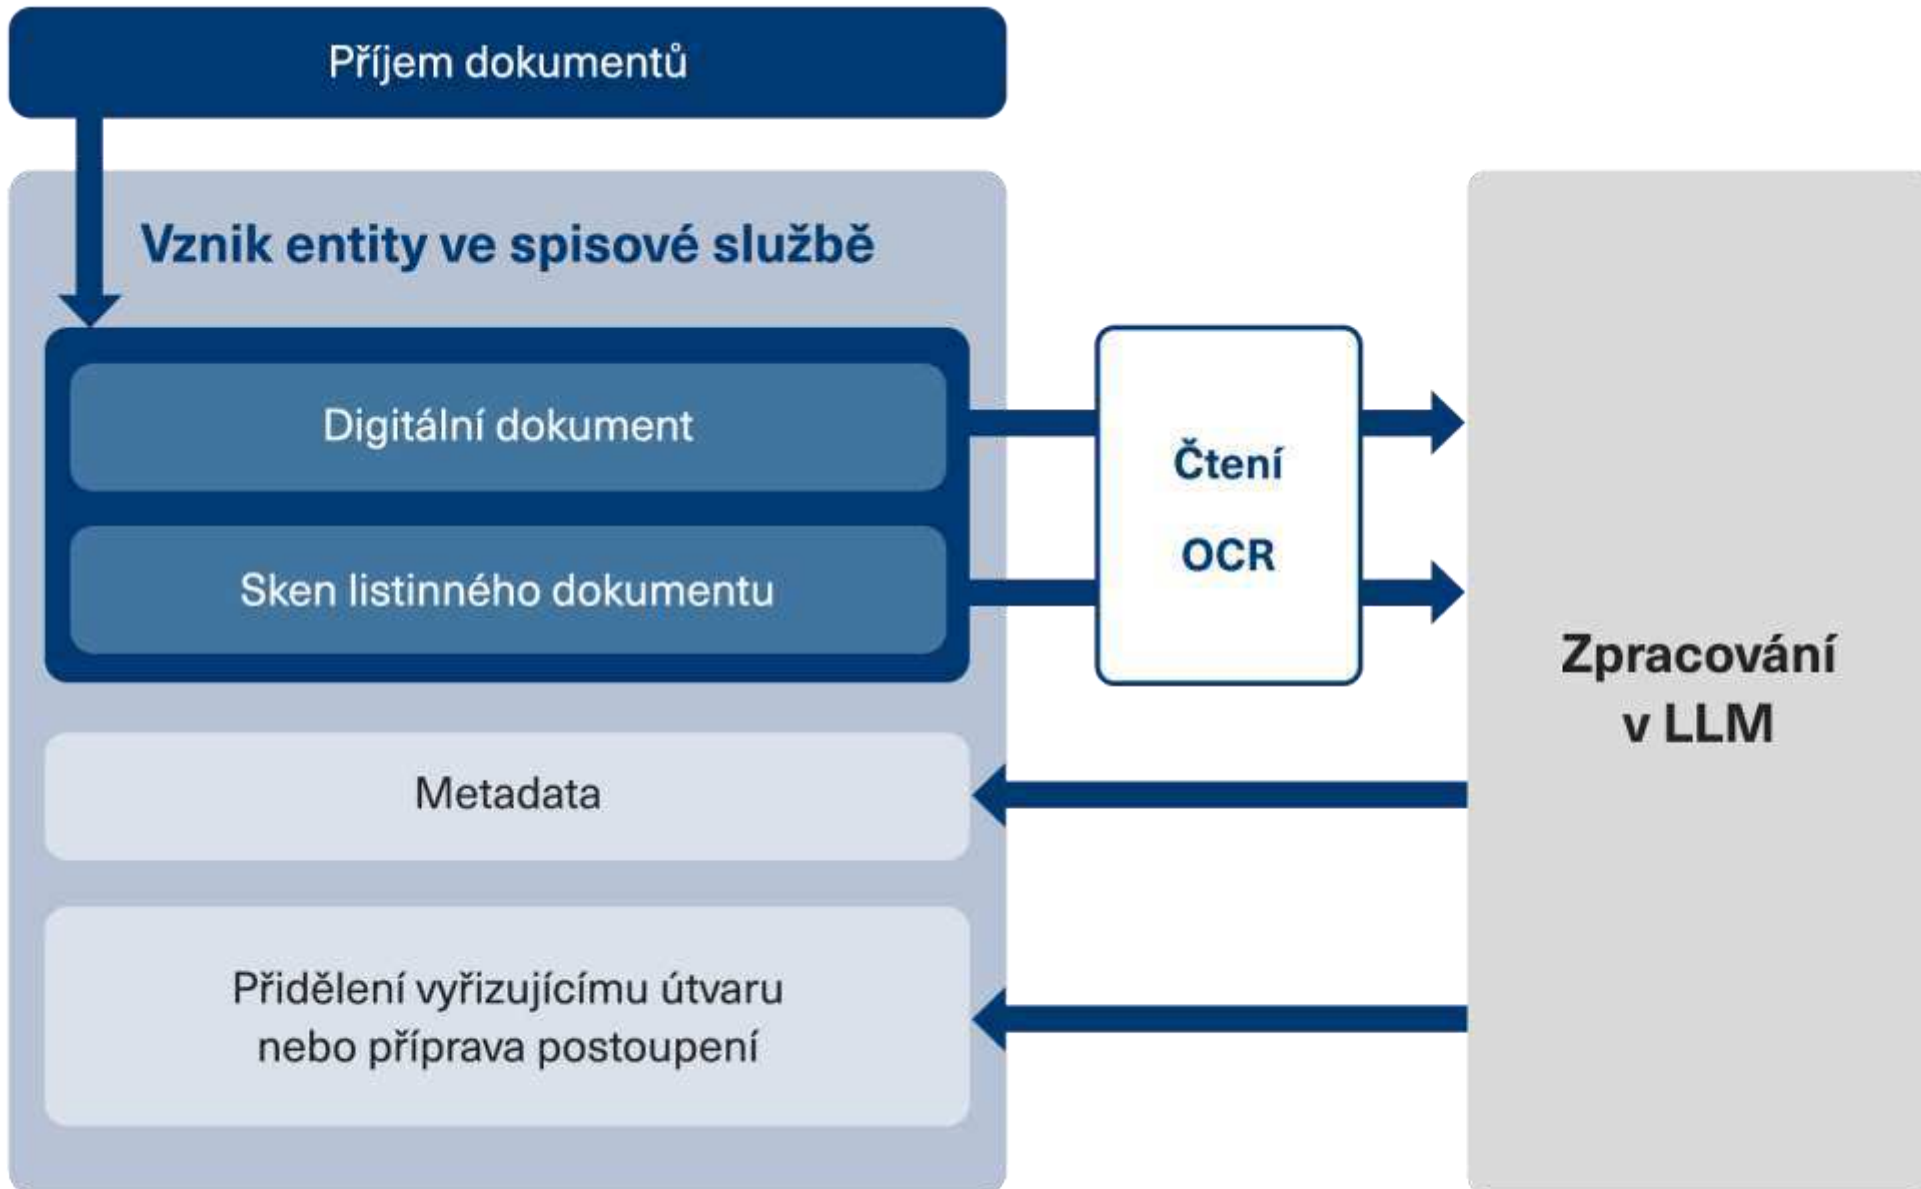 Příjem dokumentů
Vznik entity ve spisové službě
Digitální dokument
Sken listinného dokumentu
Čtení
OCR
Zpracování
v LLM
Metadata
Přidělení vyřizujícímu útvaru
nebo příprava postoupení